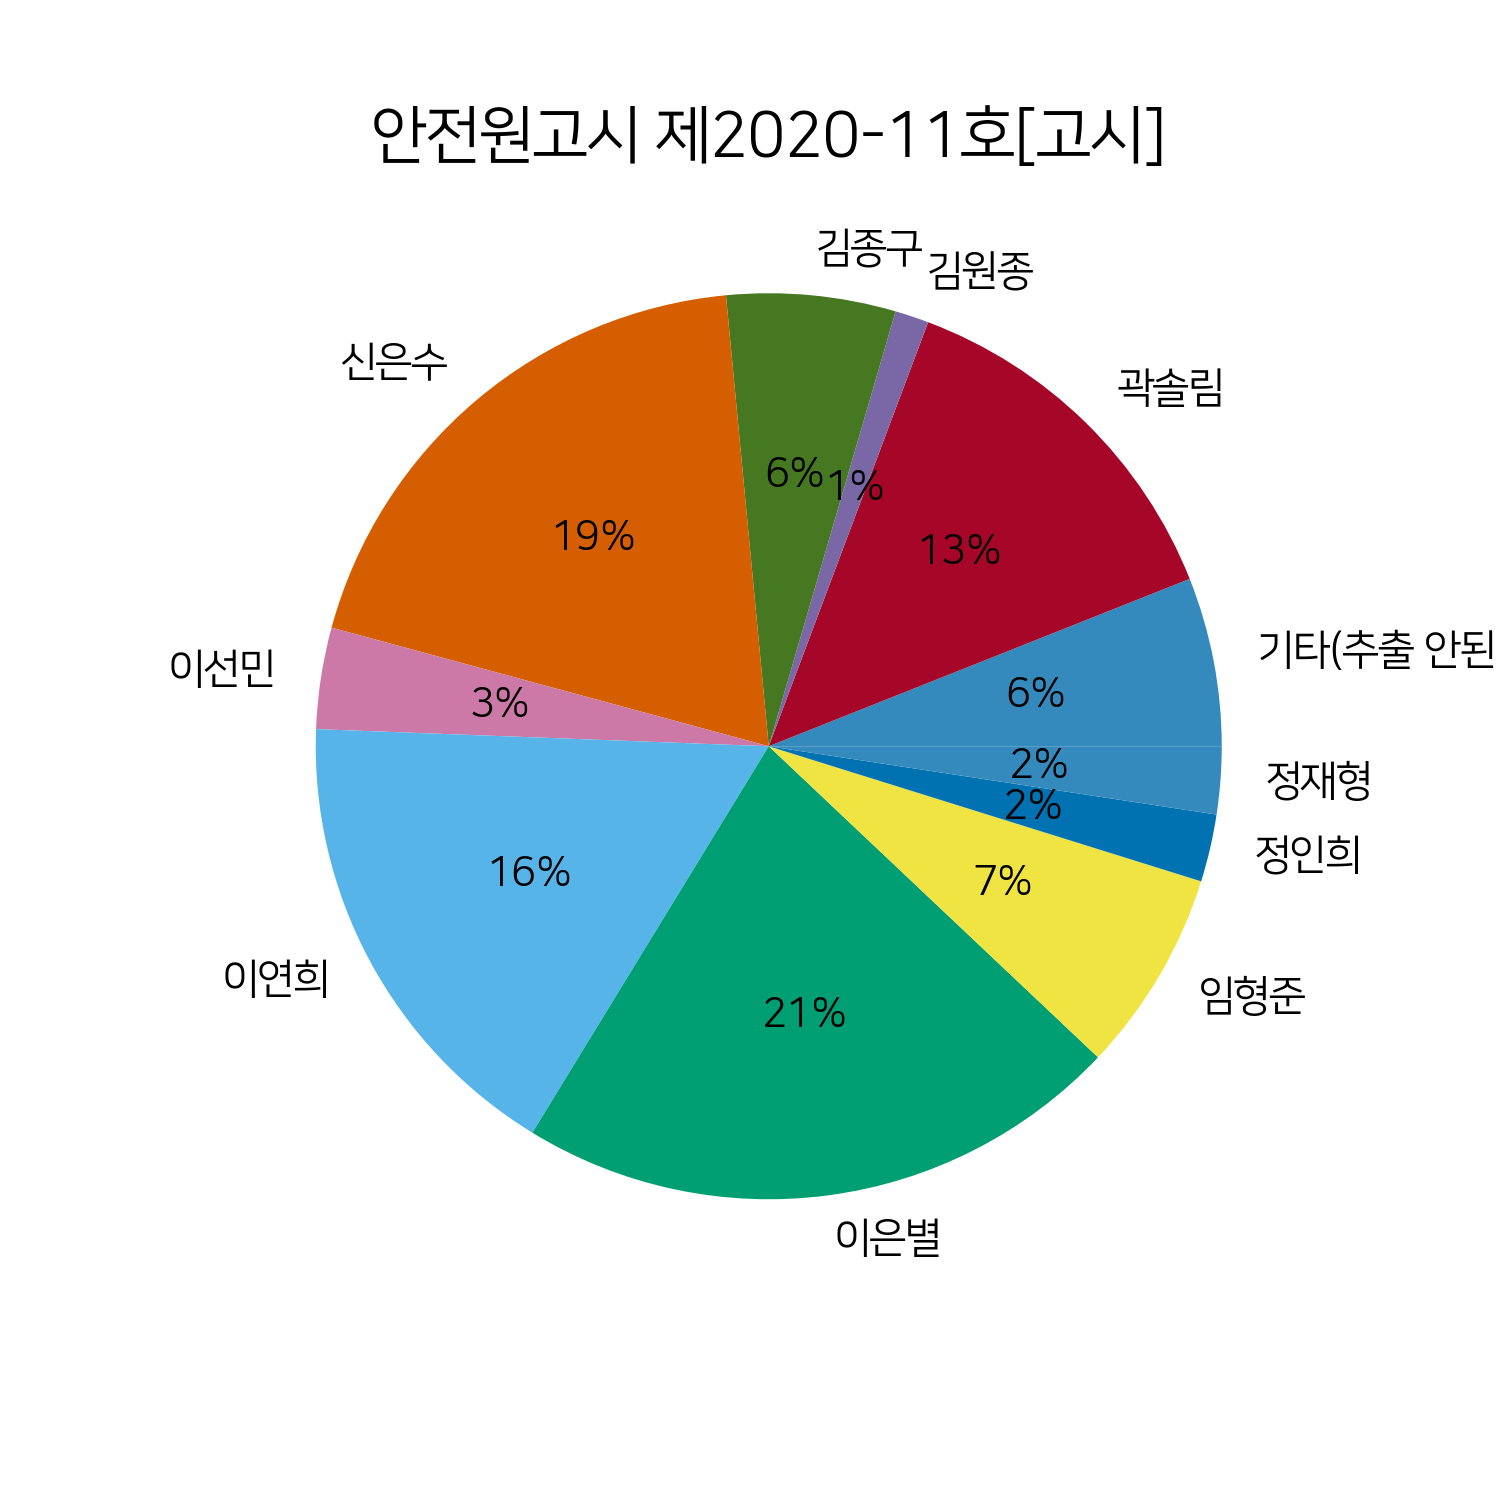 안전원고시 제2020-11호[고시]
김종구
김원종
신은수
곽솔림
6%
1%
19%
13%
기타(추출 안된
이선민
6%
3%
2%
정재형
2%
정인희
16%
7%
이연희
임형준
21%
이은별